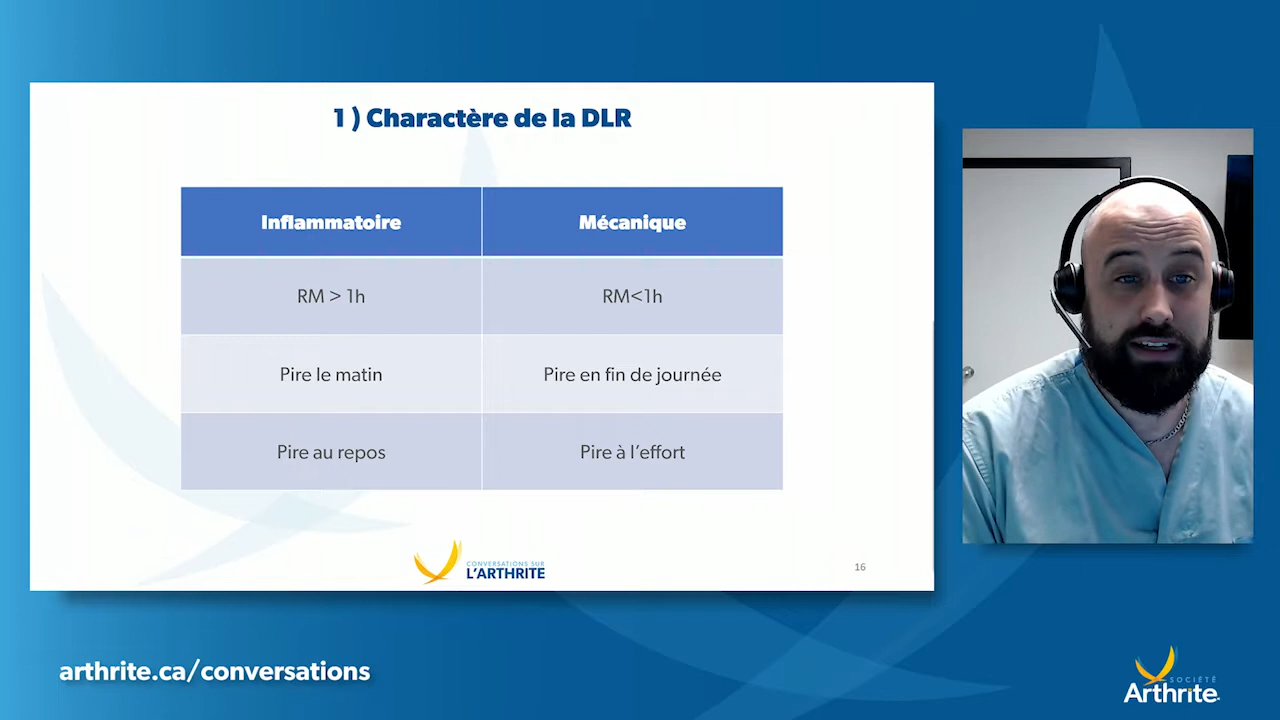 1 ) Charactère de la DLR
Inflammatoire
Mécanique
RM > 1h
RM<1h
Pire le matin
Pire en fin de journée
Pire au repos
Pire à l'effort
CONVERSATIONS SUR
L'ARTHRITE
16
arthrite.ca/conversations
SOCIÉTÉ
Arthrite